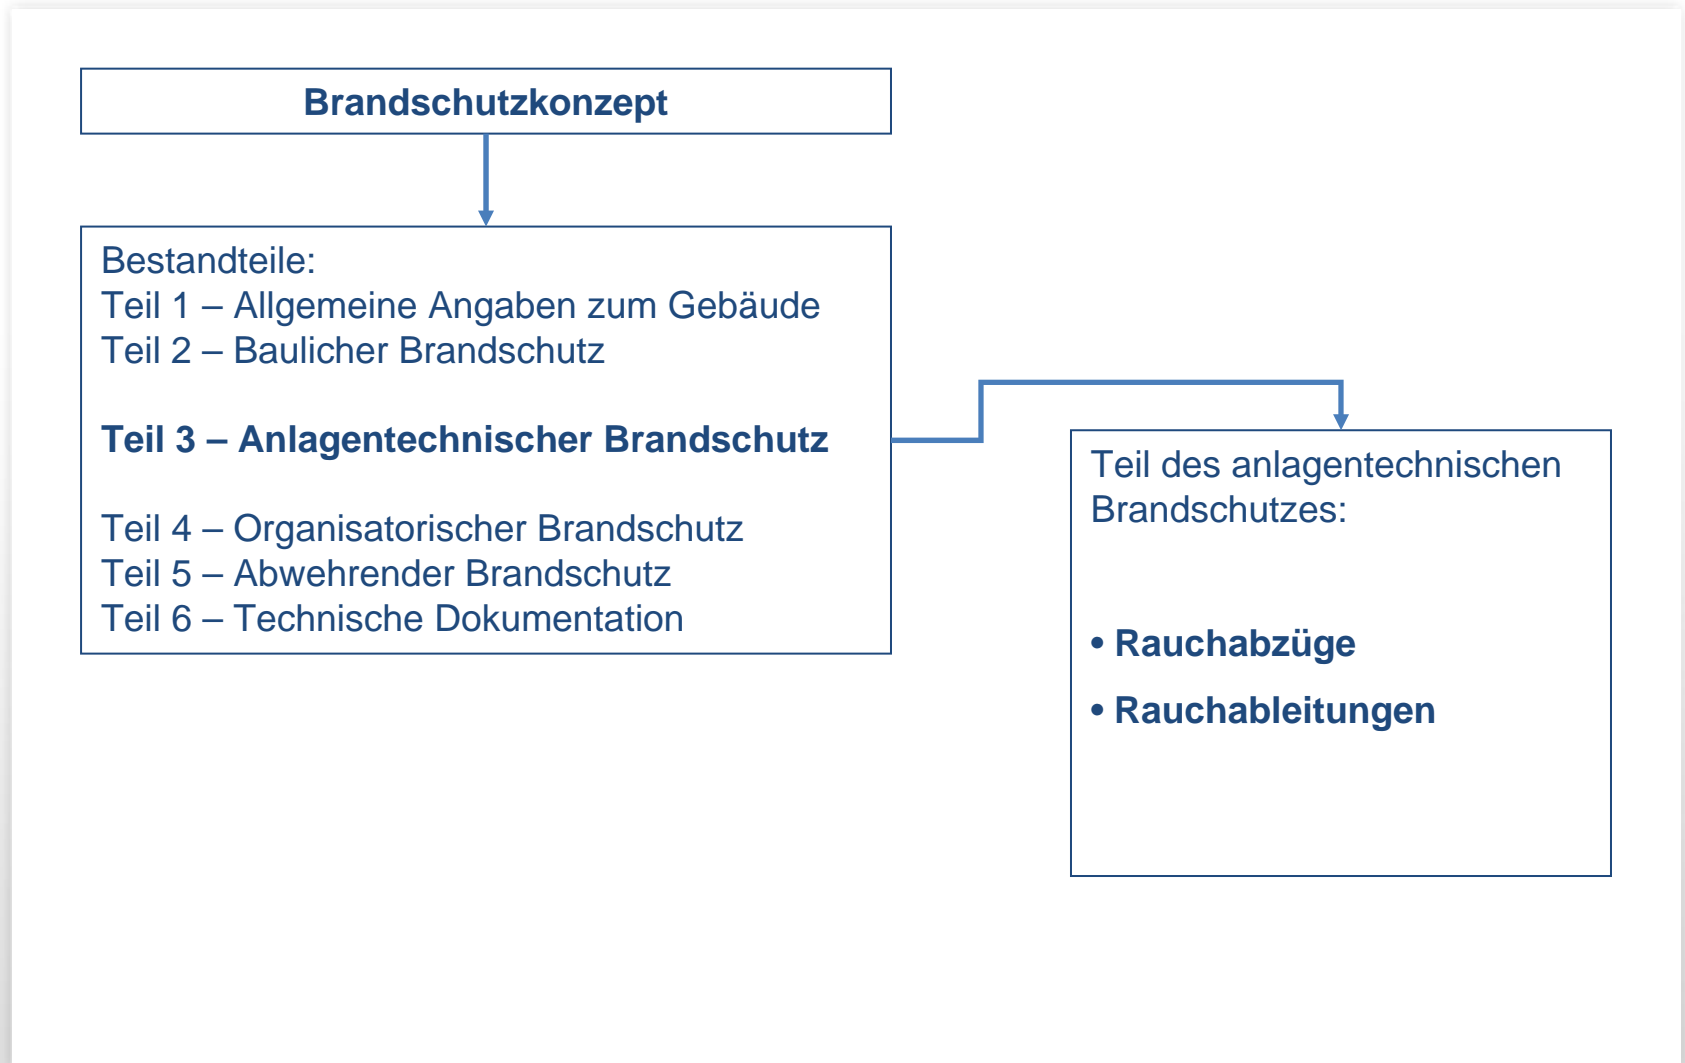 Brandschutzkonzept
Bestandteile:
Teil 1 – Allgemeine Angaben zum Gebäude
Teil 2 – Baulicher Brandschutz
Teil 3 – Anlagentechnischer Brandschutz
Teil 4 – Organisatorischer Brandschutz
Teil 5 – Abwehrender Brandschutz
Teil 6 – Technische Dokumentation
Teil des anlagentechnischen
Brandschutzes:
• Rauchabzüge
• Rauchableitungen